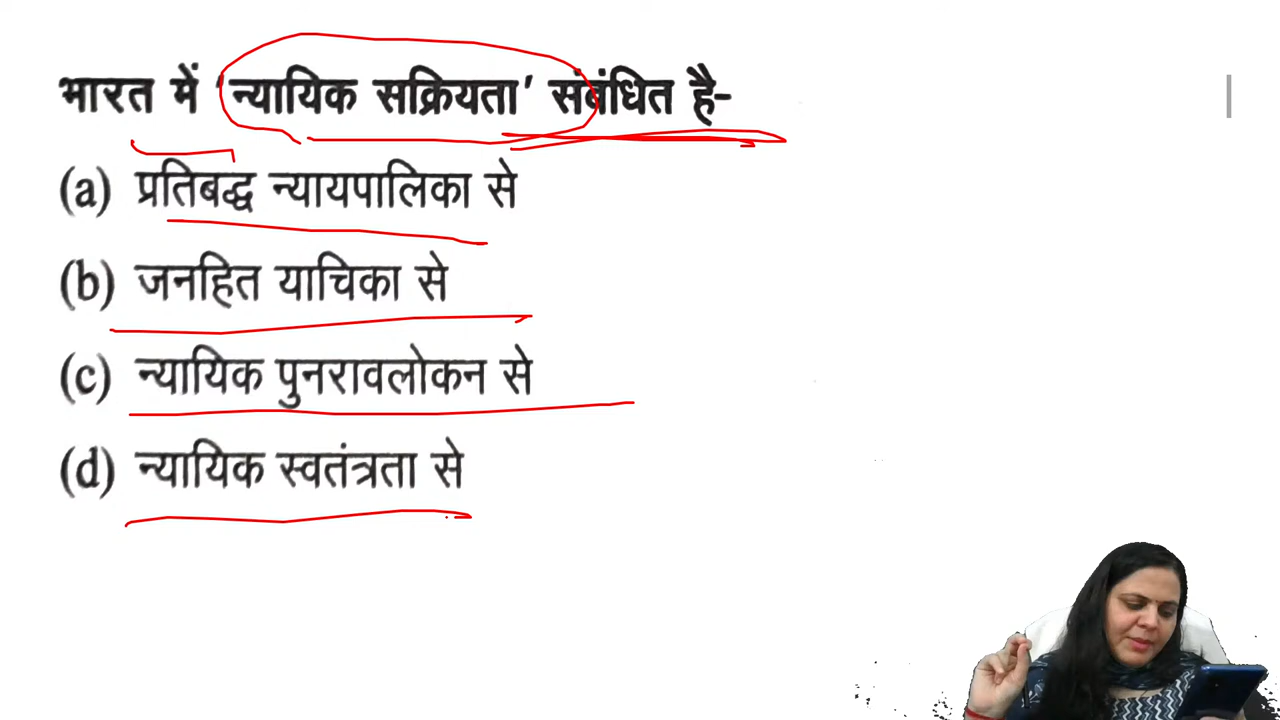 भारत में 'न्यायिक सक्रियता' संबंधित है-
(a) प्रतिबद्ध न्यायपालिका से
(b) जनहित याचिका से
(c) न्यायिक पुनरावलोकन से
(d) न्यायिक स्वतंत्रता से